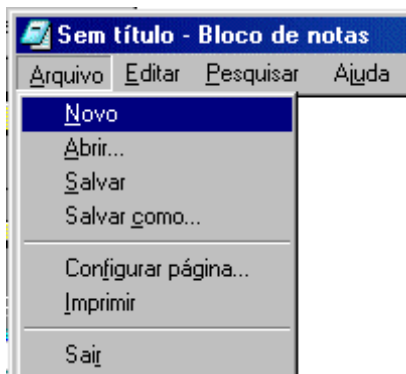 Sem título - Bloco de notas
Arquivo Editar Pesquisar Ajuda
Novo
Abrir...
Salvar
Salvar como...
Configurar página...
Imprimir
Sair